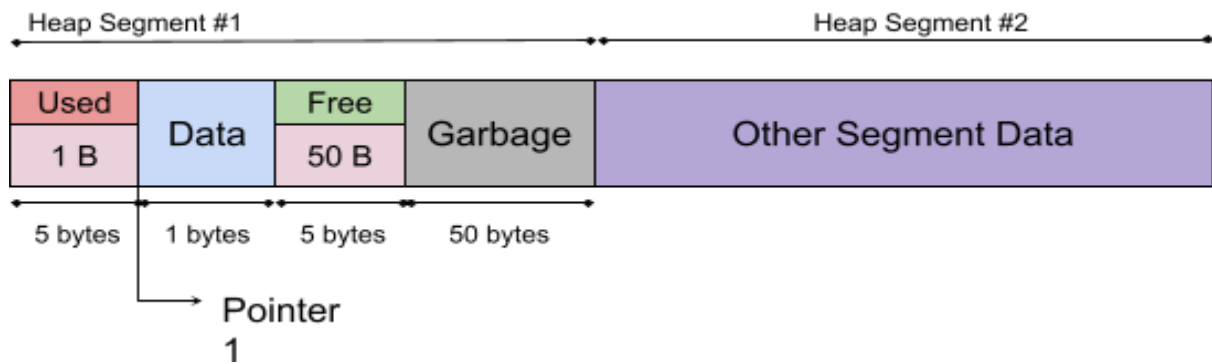 Heap Segment #1
Heap Segment #2
Used
Free
Data
Garbage
Other Segment Data
1 B
50 B
5 bytes
1 bytes
5 bytes
50 bytes
Pointer
1